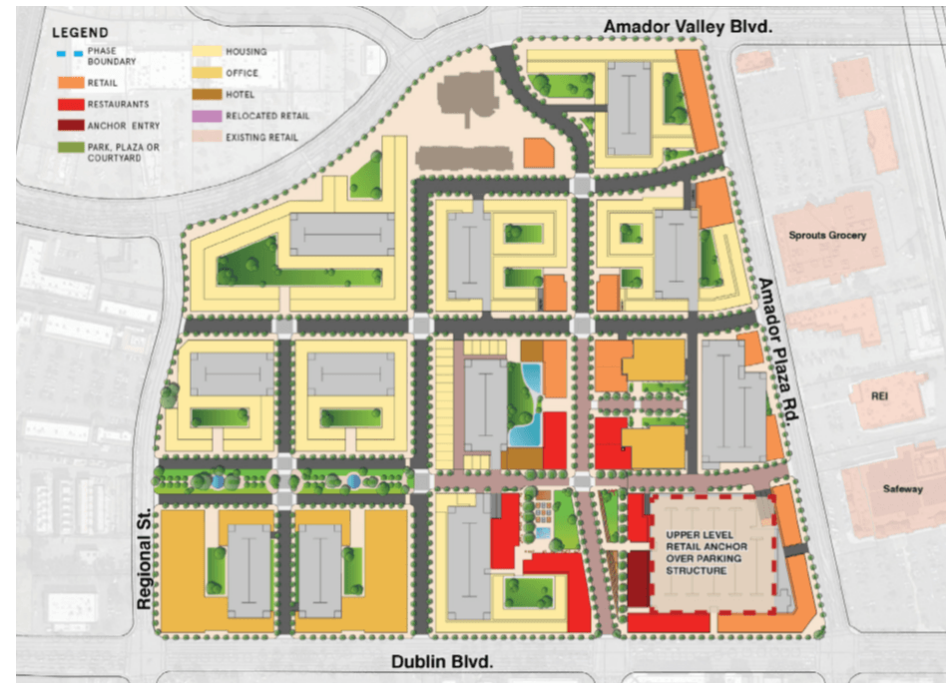 Amador Valley Blvd.
LEGEND
PHASE
BOUNDARY
RETAIL
RESTAURANTS
ANCHOR ENTRY
PARK, PLAZA OR
COURTYARD
HOUSING
OFFICE
HOTEL
RELOCATED RETAIL
EXISTING RETAIL
Sprouts Grocery
Amador Plaza Rd.
REI
Safeway
Regional St.
UPPER LEVEL
RETAIL ANCHOR
OVER PARKING
STRUCTURE
Dublin Blvd.